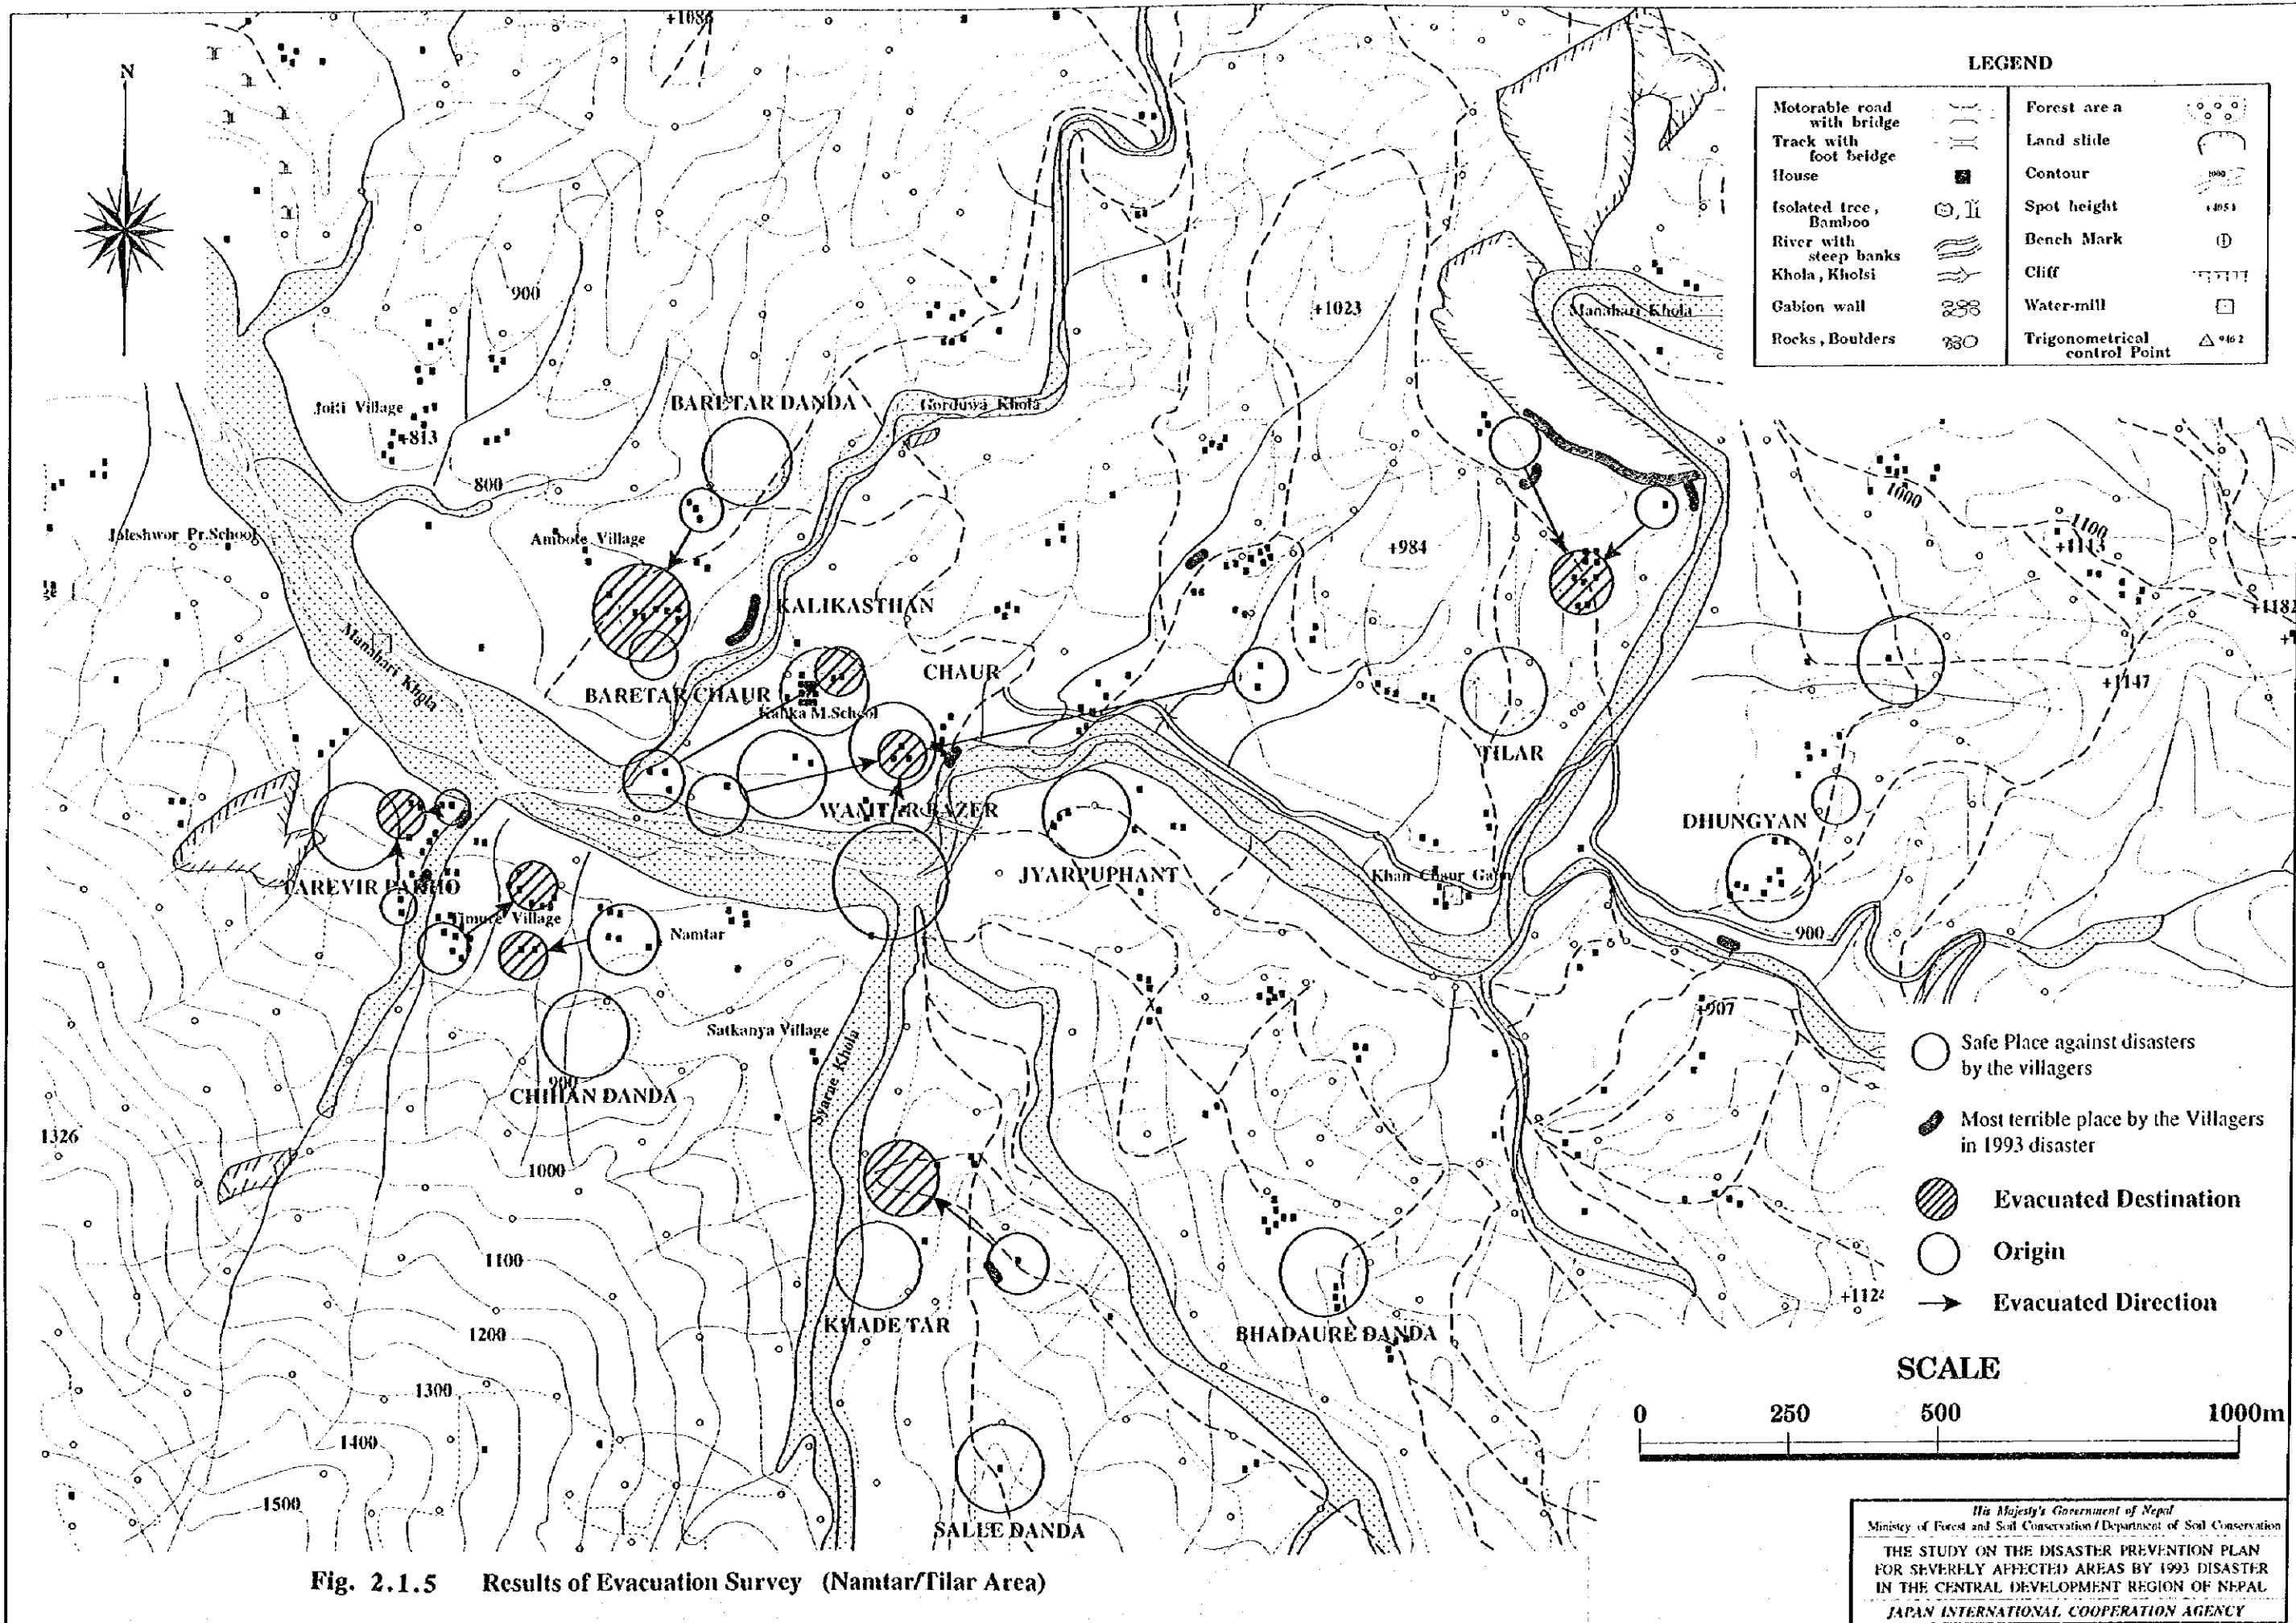 +1086
N
LEGEND
Motorable road
with bridge
Forest area
Track with
foot beidge
Land slide
House
Contour
1000
Isolated tree,
Bamboo
Spot height
River with
steep banks
Bench Mark
Khola, Kholsi
Cliff
Gabion wall
Water-mill
Rocks, Boulders
Trigonometrical
control Point
900
+1023
Manahari Khola
Joiti Village
+813
BARETAR DANDA
Gorduwa Khola
800
1000
1100
+1113
Jaleshwor Pr.School
Ambote Village
+984
KALIKASTHAN
Manahari Khola
BARETAR CHAUR
CHAUR
Kalika M.School
+1147
TILAR
WANITAR BAZER
DHUNGYAN
TAREVIR PAKHO
JYARPUPHANT
Khan Chaur Gaun
Timure Village
Namtar
900
Satkanya Village
Syarne Khola
+907
900
CHIHAN DANDA
1326
1000
Safe Place against disasters
by the villagers
Most terrible place by the Villagers
in 1993 disaster
Evacuated Destination
1100
Origin
Evacuated Direction
1200
KHADE TAR
BHADAURE DANDA
SCALE
1300
0 250 500 1000m
1400
1500
SALLE DANDA
Fig. 2.1.5 Results of Evacuation Survey (Namtar/Tilar Area)
His Majesty's Government of Nepal
Ministry of Forest and Soil Conservation / Department of Soil Conservation
THE STUDY ON THE DISASTER PREVENTION PLAN
FOR SEVERELY AFFECTED AREAS BY 1993 DISASTER
IN THE CENTRAL DEVELOPMENT REGION OF NEPAL
JAPAN INTERNATIONAL COOPERATION AGENCY